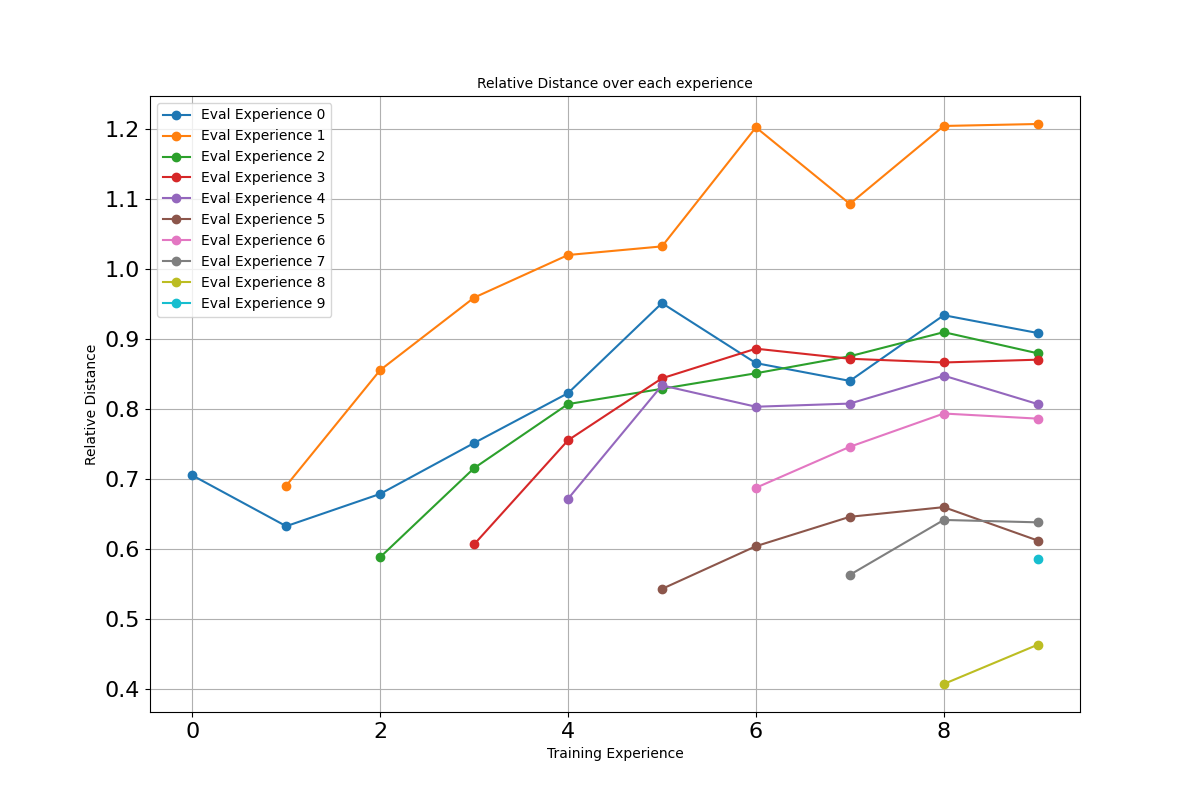 Relative Distance over each experience
Eval Experience 0
Eval Experience 1
Eval Experience 2
Eval Experience 3
Eval Experience 4
Eval Experience 5
Eval Experience 6
Eval Experience 7
Eval Experience 8
Eval Experience 9
1.2
1.1
1.0
0.9
0.8
0.7
0.6
0.5
0.4
Relative Distance
0 2 4 6 8
Training Experience